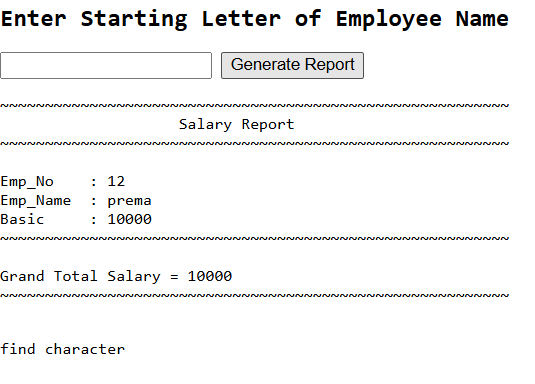 Enter Starting Letter of Employee Name
Generate Report
~~~~~~~~~~~~~~~~~~~~~~~~~~~~~~~~~~~~~~~~~~~~~~~~~~~~~~~~~
Salary Report
~~~~~~~~~~~~~~~~~~~~~~~~~~~~~~~~~~~~~~~~~~~~~~~~~~~~~~~~~
Emp_No : 12
Emp_Name : prema
Basic : 10000
~~~~~~~~~~~~~~~~~~~~~~~~~~~~~~~~~~~~~~~~~~~~~~~~~~~~~~~~~
Grand Total Salary = 10000
~~~~~~~~~~~~~~~~~~~~~~~~~~~~~~~~~~~~~~~~~~~~~~~~~~~~~~~~~
find character